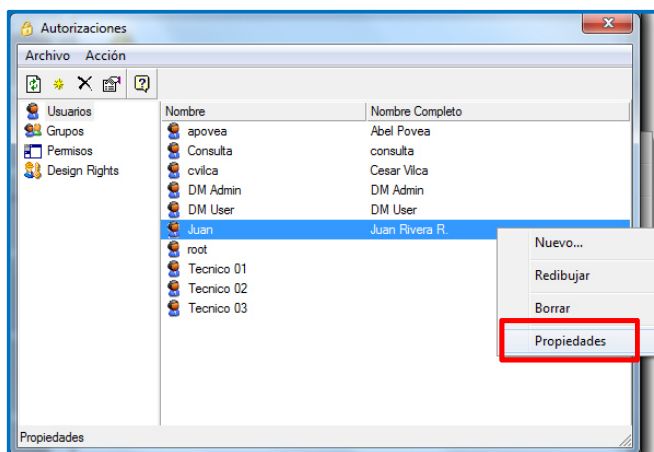 Autorizaciones
Archivo Acción
Usuarios
Grupos
Permisos
Design Rights
Nombre Nombre Completo
apovea Abel Povea
Consulta consulta
cvilca Cesar Vilca
DM Admin DM Admin
DM User DM User
Juan Juan Rivera R.
root
Tecnico 01
Tecnico 02
Tecnico 03
Nuevo...
Redibujar
Borrar
Propiedades
Propiedades